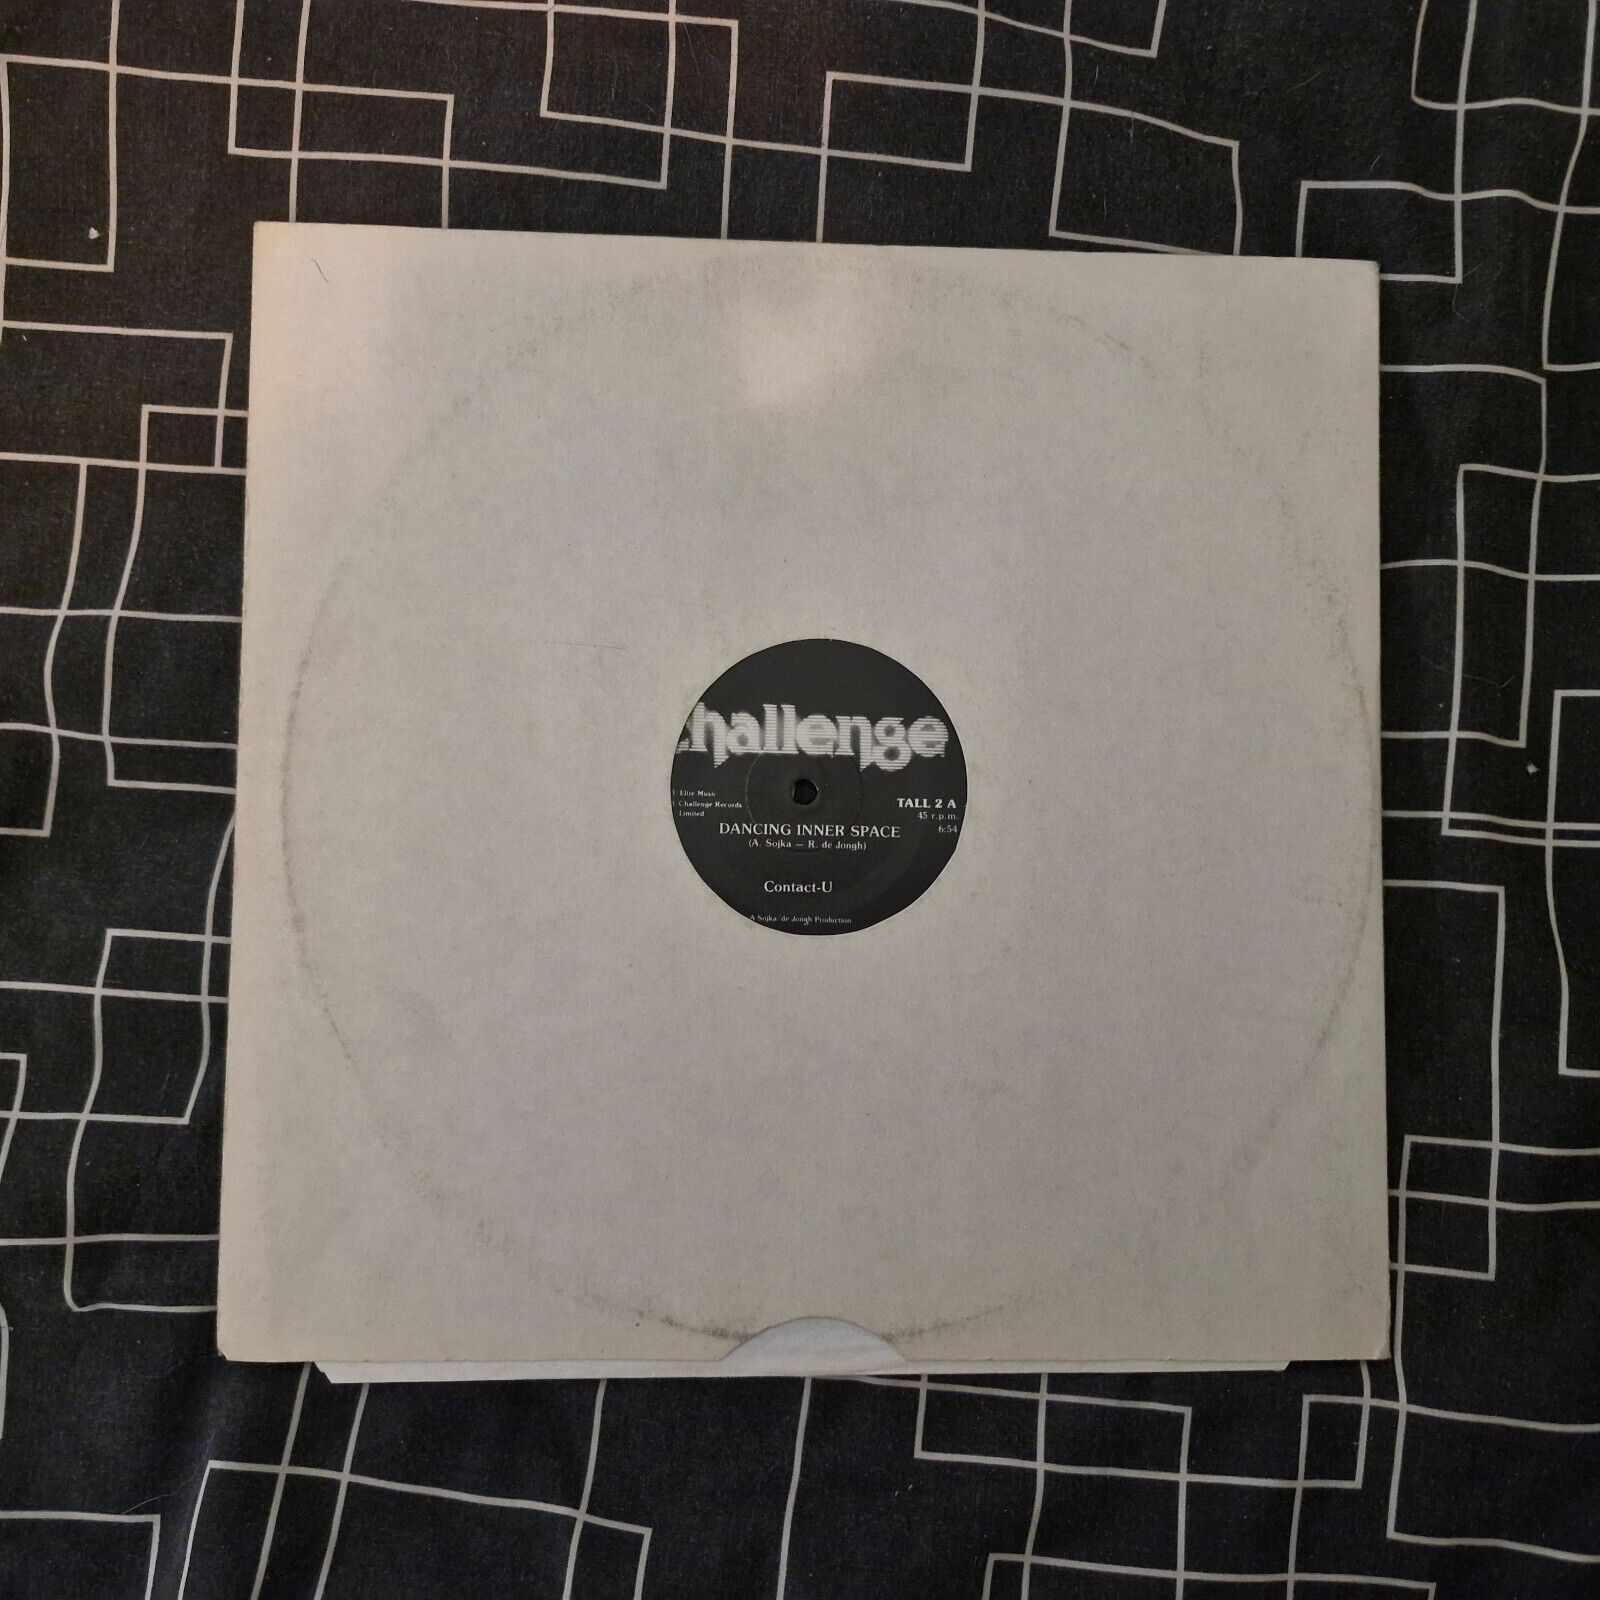 challenge
Elite Music
Challenge Records
Limited
TALL 2 A
45 r.p.m.
6:54
DANCING INNER SPACE
(A. Sojka — R. de Jongh)
Contact-U
A Sojka/de Jongh Production